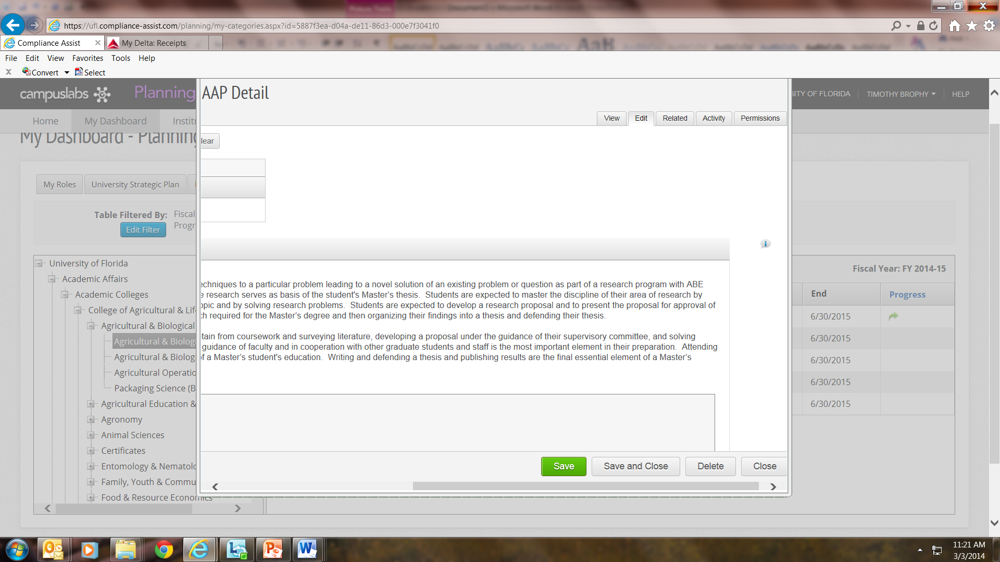 Picture Tools
Document1 - Microsoft Word
https://ufl.compliance-assist.com/planning/my-categories.aspx?id=5887f3ea-d04a-de11-86d3-000e7f3041f0
Compliance Assist
My Delta: Receipts
File Edit View Favorites Tools Help
x Convert Select
campuslabs Planning
AAP Detail
SITY OF FLORIDA TIMOTHY BROPHY HELP
Home My Dashboard Institu
View Edit Related Activity Permissions
My Dashboard - Planning
lear
My Roles University Strategic Plan
Table Filtered By: Fiscal
Progr
Edit Filter
University of Florida
Academic Affairs
Academic Colleges
College of Agricultural & Life
Agricultural & Biological
Agricultural & Biologi
Agricultural & Biologi
Agricultural Operatio
Packaging Science (B
Agricultural Education &
Agronomy
Animal Sciences
Certificates
Entomology & Nematolo
Family, Youth & Commu
Food & Resource Economics
echniques to a particular problem leading to a novel solution of an existing problem or question as part of a research program with ABE
e research serves as basis of the student's Master’s thesis. Students are expected to master the discipline of their area of research by
opic and by solving research problems. Students are expected to develop a research proposal and to present the proposal for approval of
ch required for the Master’s degree and then organizing their findings into a thesis and defending their thesis.
tain from coursework and surveying literature, developing a proposal under the guidance of their supervisory committee, and solving
guidance of faculty and in cooperation with other graduate students and staff is the most important element in their preparation. Attending
of a Master’s student's education. Writing and defending a thesis and publishing results are the final essential element of a Master’s
Save Save and Close Delete Close
Fiscal Year: FY 2014-15
End Progress
6/30/2015
6/30/2015
6/30/2015
6/30/2015
6/30/2015
11:21 AM
3/3/2014